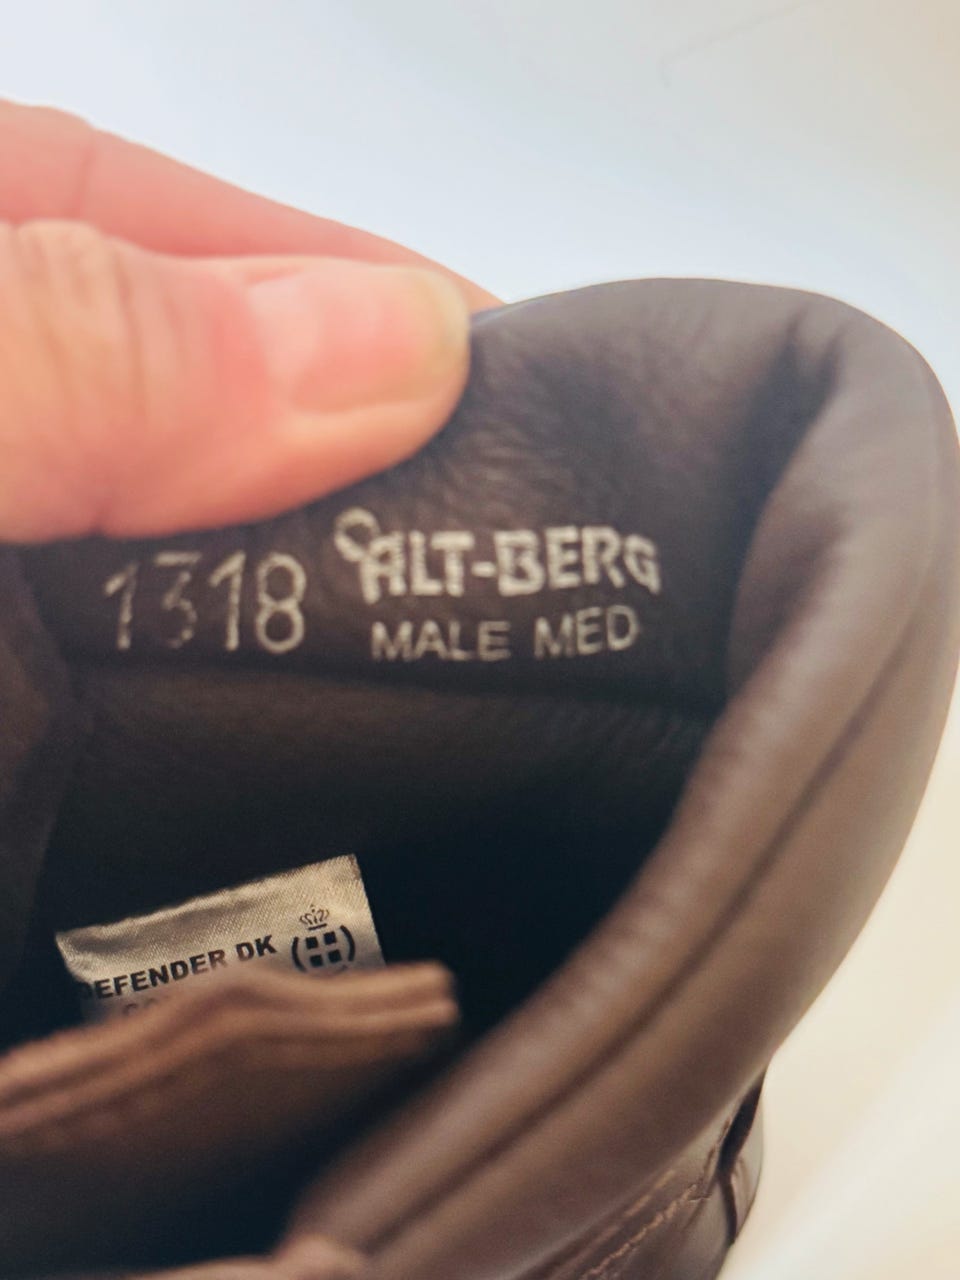 1318 ALT-BERG
MALE MED
DEFENDER DK